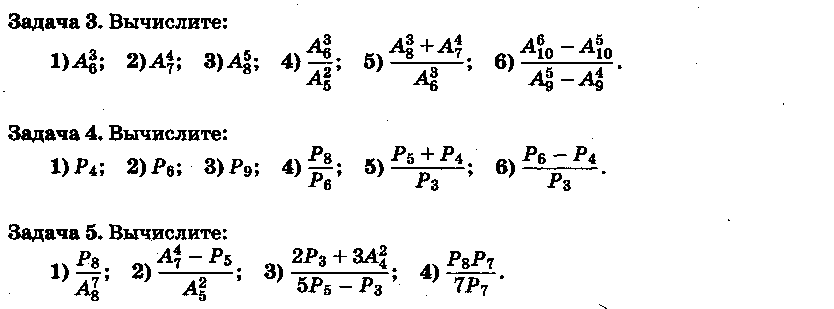 Задача 3. Вычислите:
1) A_6^3; 2) A_7^4; 3) A_8^5; 4) \frac{A_6^3}{A_5^2}; 5) \frac{A_8^3 + A_7^4}{A_6^3}; 6) \frac{A_{10}^6 - A_{10}^5}{A_9^5 - A_9^4}.
Задача 4. Вычислите:
1) P_4; 2) P_6; 3) P_9; 4) \frac{P_8}{P_6}; 5) \frac{P_5 + P_4}{P_3}; 6) \frac{P_6 - P_4}{P_3}.
Задача 5. Вычислите:
1) \frac{P_8}{A_8^7}; 2) \frac{A_7^4 - P_5}{A_5^2}; 3) \frac{2P_3 + 3A_4^2}{5P_5 - P_3}; 4) \frac{P_8 P_7}{7P_7}.